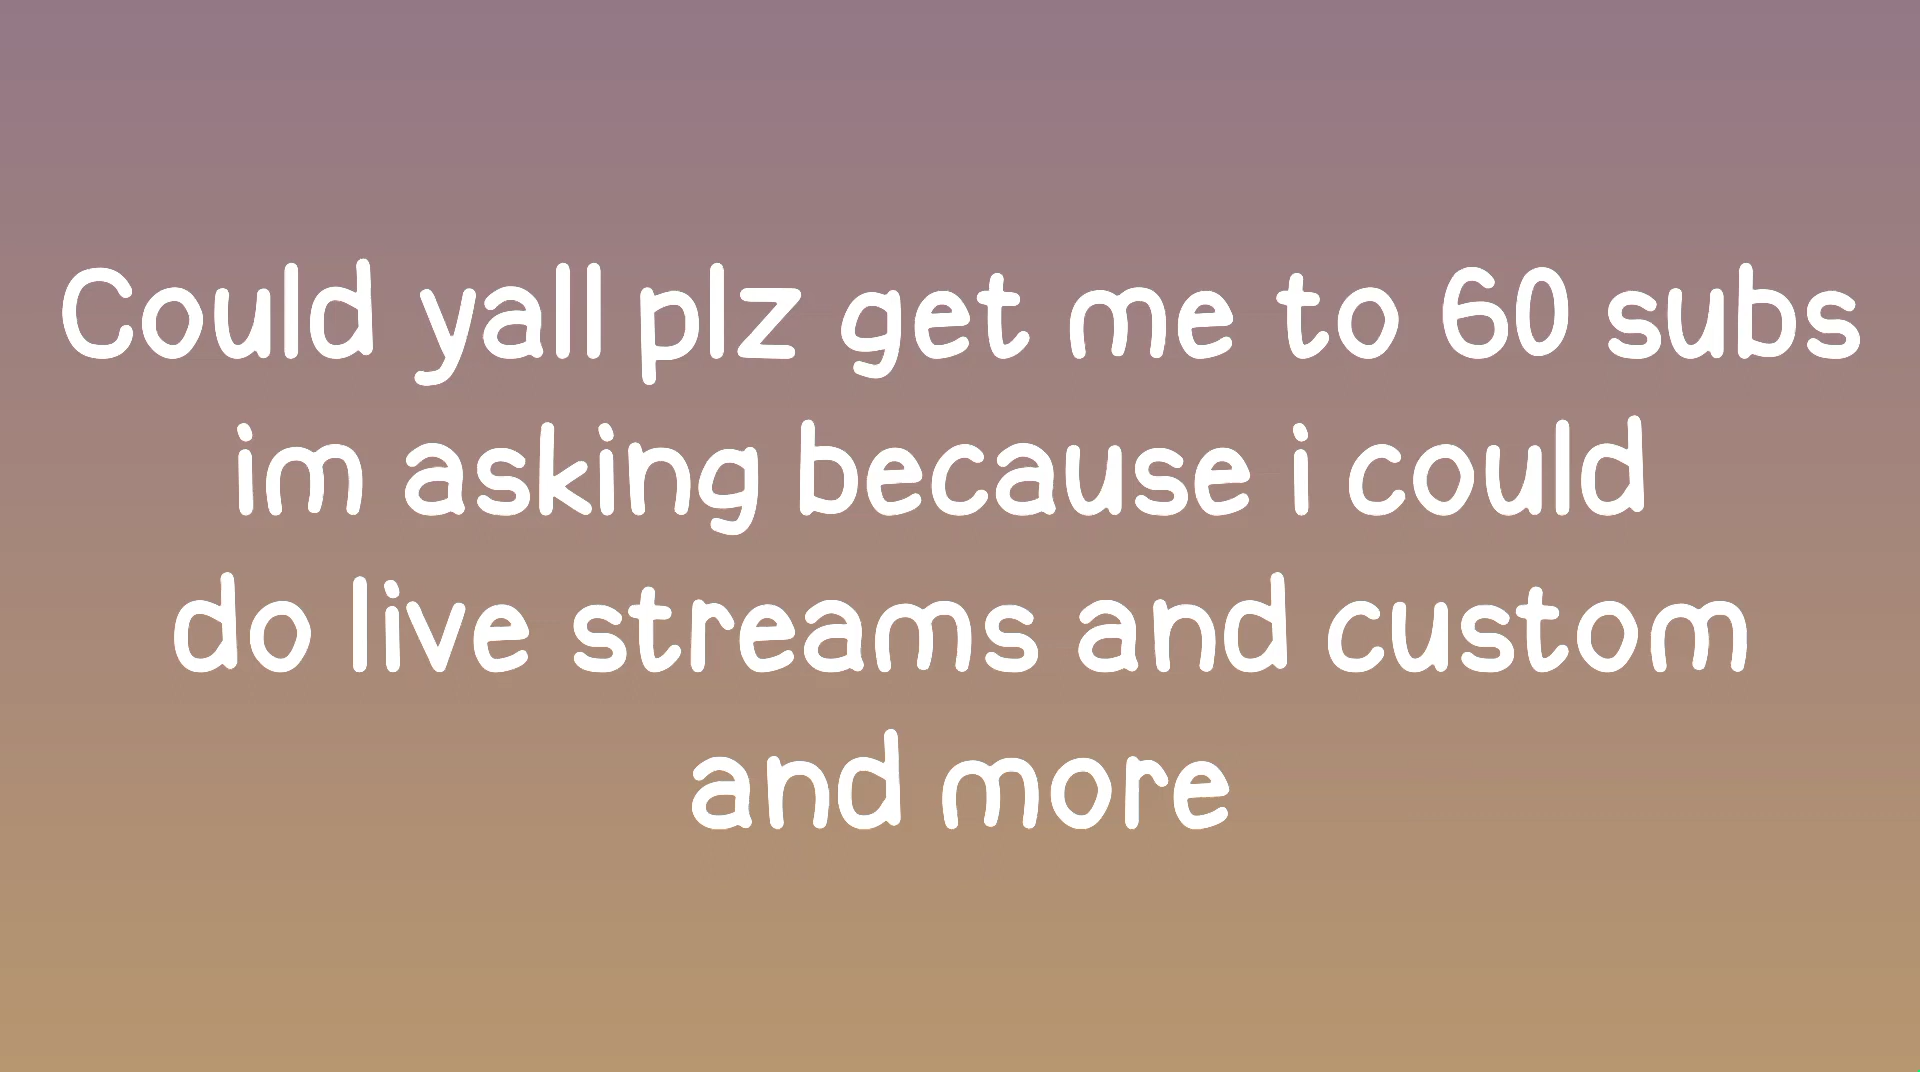 Could yall plz get me to 60 subs
im asking because i could
do live streams and custom
and more